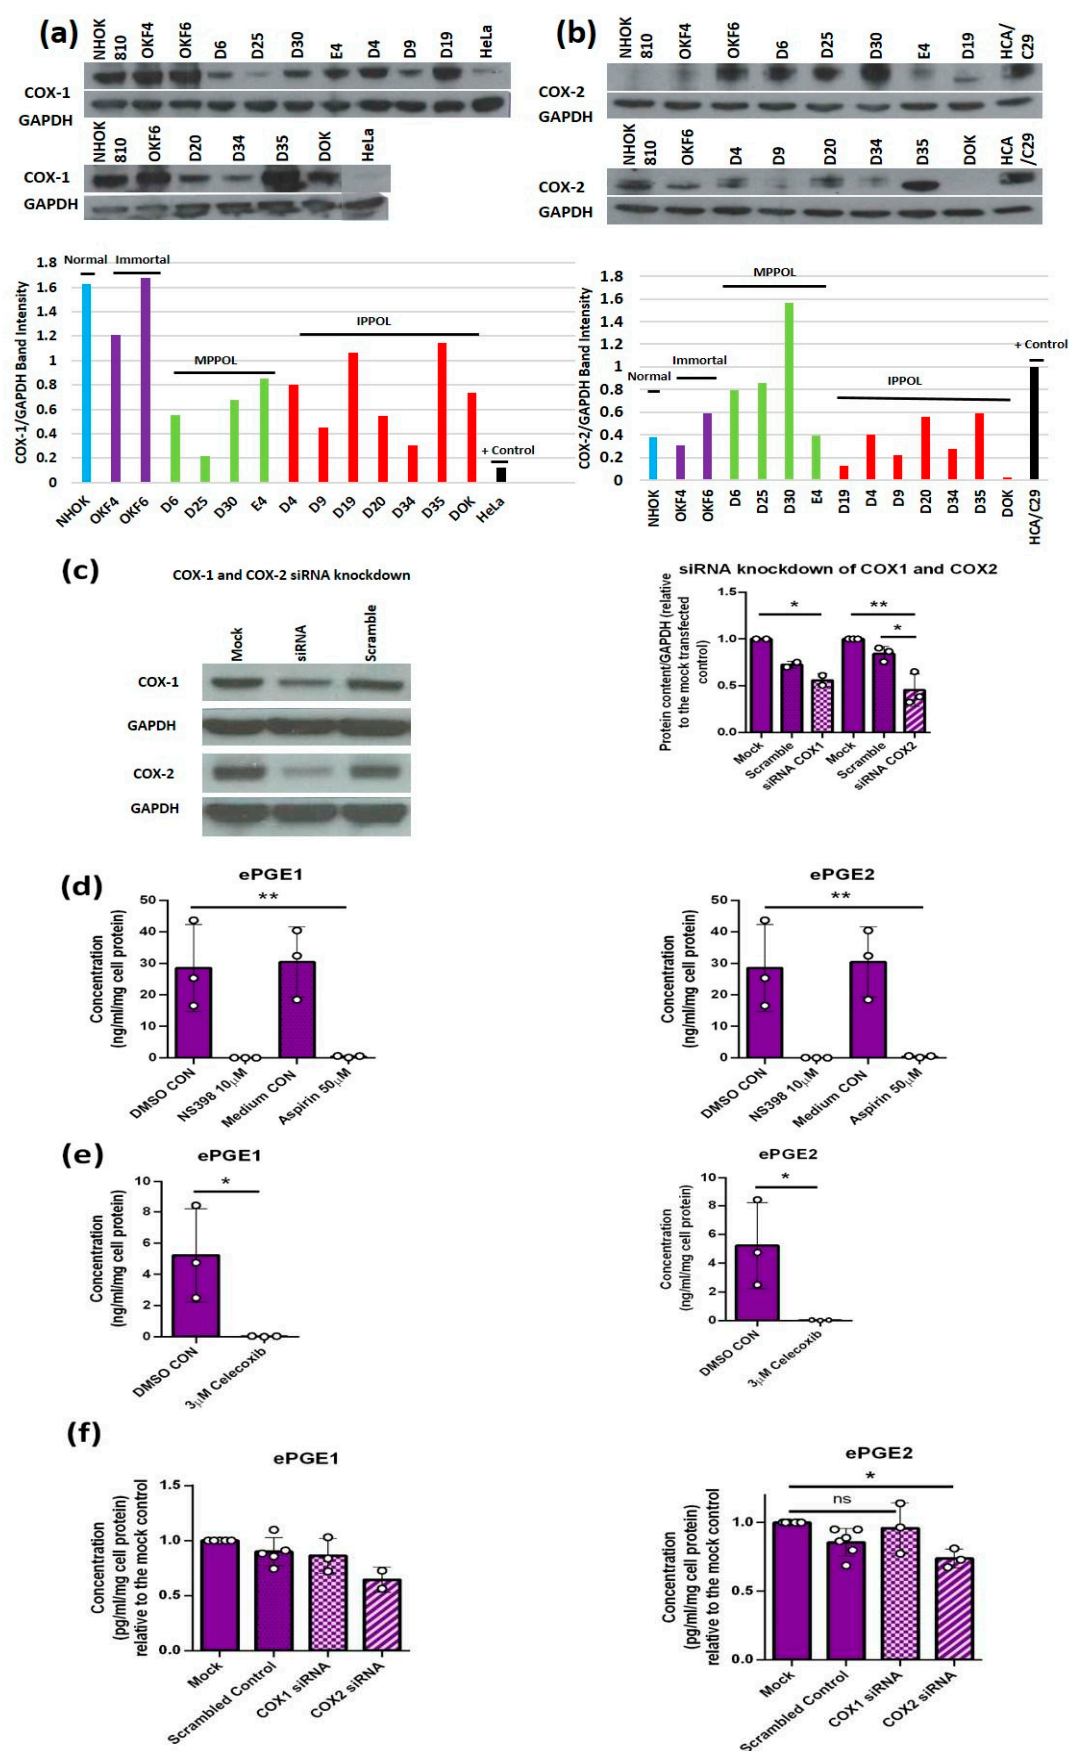 (a)
NHOK 810 OKF4 OKF6 D6 D25 D30 E4 D4 D9 D19 HeLa
COX-1
GAPDH
NHOK 810 OKF6 D20 D34 D35 DOK HeLa
COX-1
GAPDH
COX-1/GAPDH Band Intensity
1.8
1.6
1.4
1.2
1
0.8
0.6
0.4
0.2
0
Normal Immortal
MPPOL
IPPOL
+ Control
NHOK OKF4 OKF6 D6 D25 D30 E4 D4 D9 D19 D20 D34 D35 DOK HeLa
(b)
NHOK 810 OKF4 OKF6 D6 D25 D30 E4 D19 HCA/ C29
COX-2
GAPDH
NHOK 810 OKF6 D4 D9 D20 D34 D35 DOK HCA /C29
COX-2
GAPDH
COX-2/GAPDH Band Intensity
1.8
1.6
1.4
1.2
1
0.8
0.6
0.4
0.2
0
MPPOL
Immortal
Normal
IPPOL
+ Control
NHOK OKF4 OKF6 D6 D25 D30 E4 D19 D4 D9 D20 D34 D35 DOK HCA/C29
(c)
COX-1 and COX-2 siRNA knockdown
Mock siRNA Scramble
COX-1
GAPDH
COX-2
GAPDH
siRNA knockdown of COX1 and COX2
Protein content/GAPDH (relative
to the mock transfected
control)
1.5
1.0
0.5
0.0
* ** *
Mock Scramble siRNA COX1 Mock Scramble siRNA COX2
(d)
ePGE1
**
Concentration
(ng/ml/mg cell protein)
50
40
30
20
10
0
DMSO CON NS398 10μM Medium CON Aspirin 50μM
ePGE2
**
Concentration
(ng/ml/mg cell protein)
50
40
30
20
10
0
DMSO CON NS398 10μM Medium CON Aspirin 50μM
(e)
ePGE1
*
Concentration
(ng/ml/mg cell protein)
10
8
6
4
2
0
DMSO CON 3μM Celecoxib
ePGE2
*
Concentration
(ng/ml/mg cell protein)
10
8
6
4
2
0
DMSO CON 3μM Celecoxib
(f)
ePGE1
Concentration
(pg/ml/mg cell protein)
relative to the mock control
1.5
1.0
0.5
0.0
Mock Scrambled Control COX1 siRNA COX2 siRNA
ePGE2
*
ns
Concentration
(pg/ml/mg cell protein)
relative to the mock control
1.0
0.5
0.0
Mock Scrambled Control COX1 siRNA COX2 siRNA